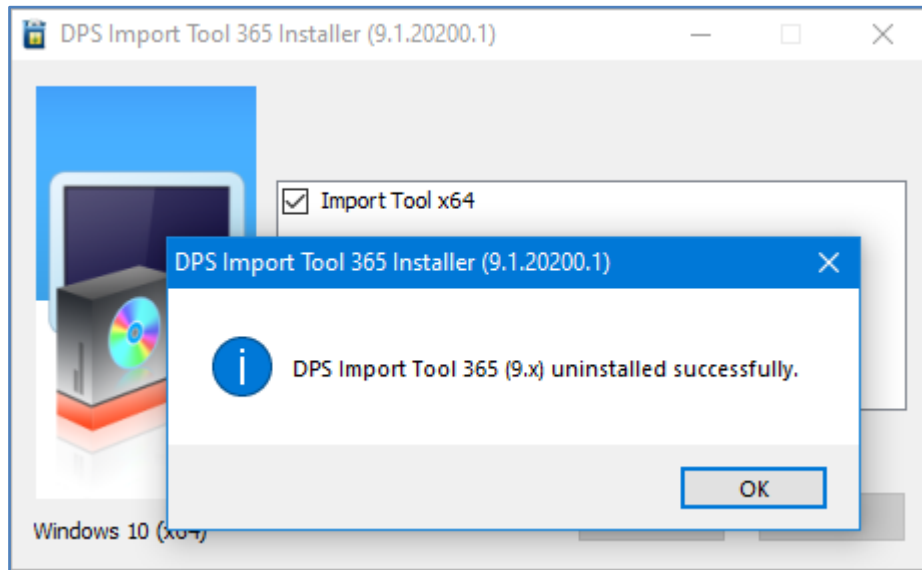 DPS Import Tool 365 Installer (9.1.20200.1)
Import Tool x64
DPS Import Tool 365 Installer (9.1.20200.1)
DPS Import Tool 365 (9.x) uninstalled successfully.
OK
Windows 10 (x64)